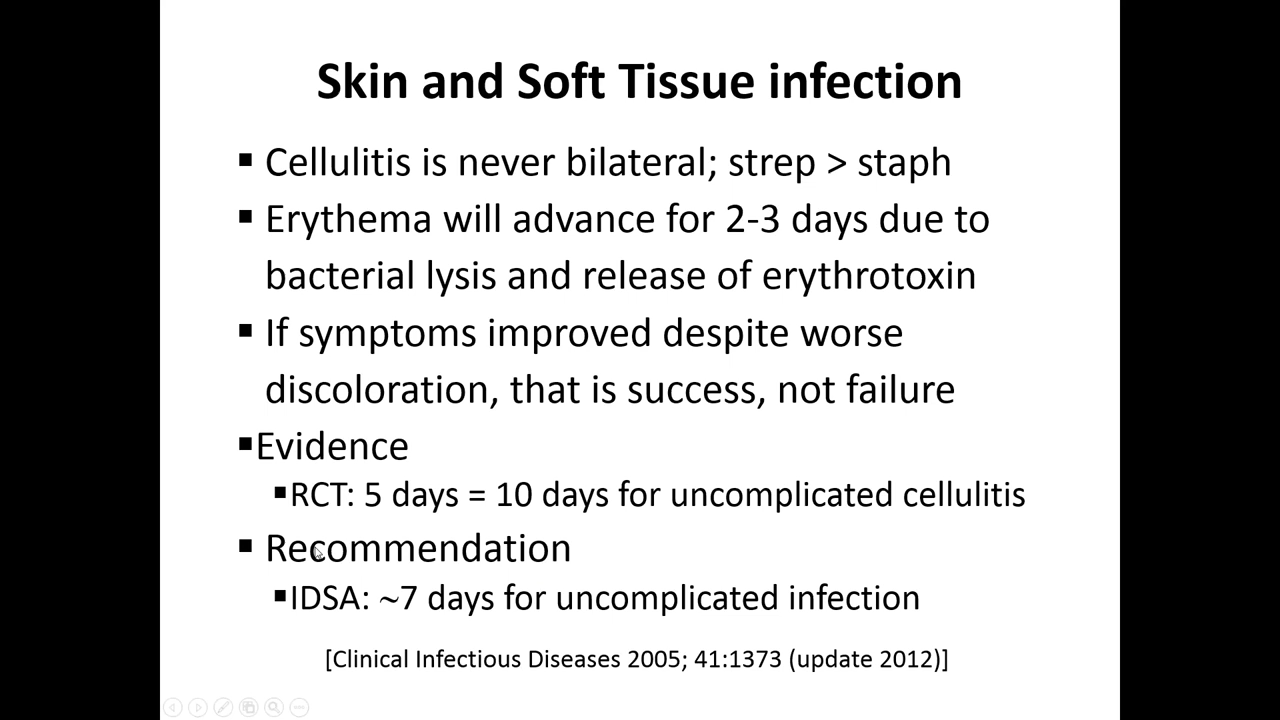 Skin and Soft Tissue infection
▪ Cellulitis is never bilateral; strep > staph
▪ Erythema will advance for 2-3 days due to
bacterial lysis and release of erythrotoxin
▪ If symptoms improved despite worse
discoloration, that is success, not failure
▪Evidence
▪RCT: 5 days = 10 days for uncomplicated cellulitis
▪ Recommendation
▪IDSA: ~7 days for uncomplicated infection
[Clinical Infectious Diseases 2005; 41:1373 (update 2012)]